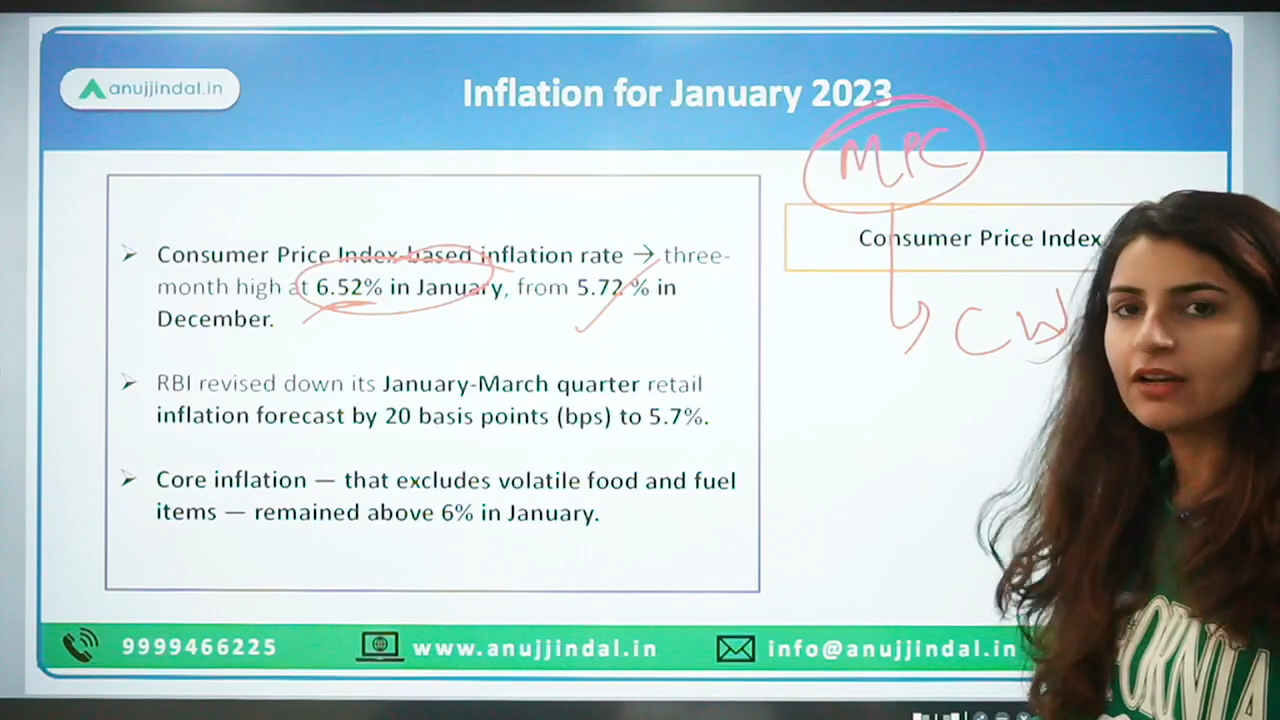 anujjindal.in
Inflation for January 2023
MPC
Consumer Price Index
➢ Consumer Price Index based inflation rate → three-
month high at 6.52% in January, from 5.72 % in
December.
➢ RBI revised down its January-March quarter retail
inflation forecast by 20 basis points (bps) to 5.7%.
➢ Core inflation — that excludes volatile food and fuel
items — remained above 6% in January.
9999466225
www.anujjindal.in
info@anujjindal.in